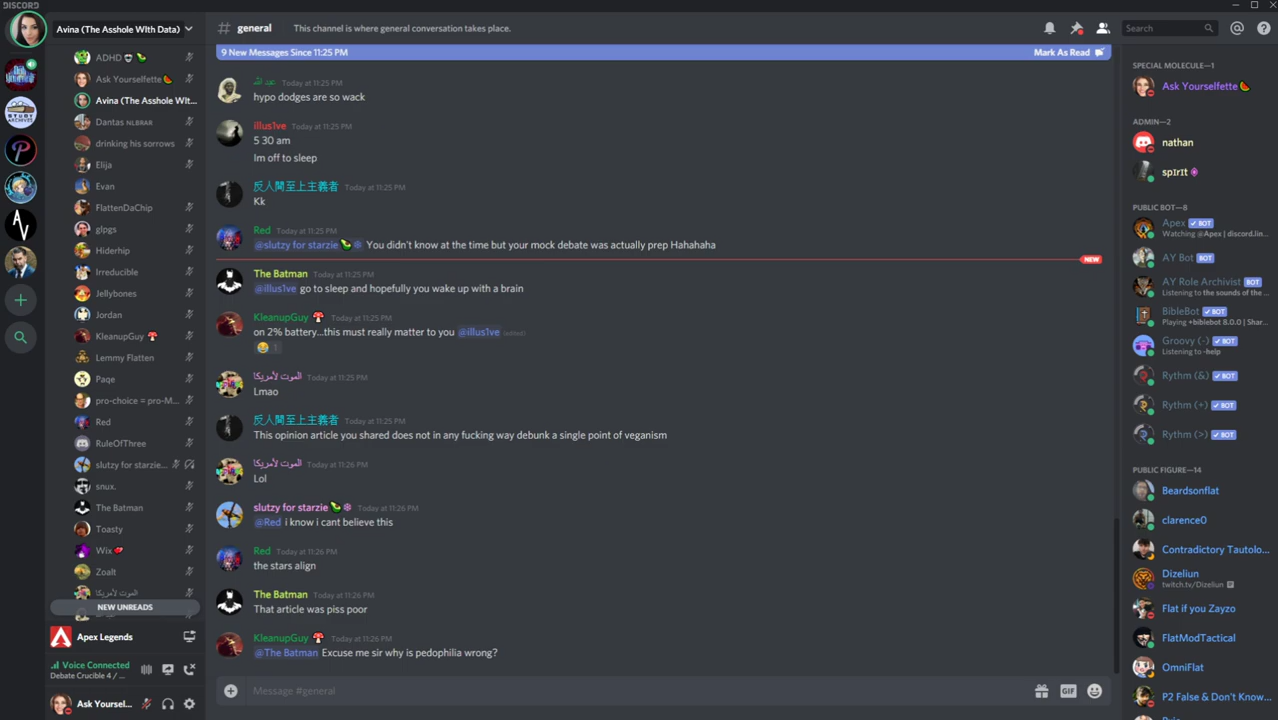 DISCORD
Avina (The Asshole WIth Data)
# general
This channel is where general conversation takes place.
Search
ADHD
Ask Yourselfette
Avina (The Asshole WIt...
Dantas NLBRAR
drinking his sorrows
Elija
Evan
FlattenDaChip
glpgs
Hiderhip
Irreducible
Jellybones
Jordan
KleanupGuy
Lemmy Flatten
Paqe
pro-choice = pro-M...
Red
RuleOfThree
slutzy for starzie...
snux.
The Batman
Toasty
Wix
Zoalt
الموت لأمريكا
NEW UNREADS
Apex Legends
Voice Connected
Debate Crucible 4 / ...
Ask Yoursel...
9 New Messages Since 11:25 PM
Mark As Read
عبد الله Today at 11:25 PM
hypo dodges are so wack
illus1ve Today at 11:25 PM
5 30 am
Im off to sleep
反人間至上主義者 Today at 11:25 PM
Kk
Red Today at 11:25 PM
@slutzy for starzie You didn't know at the time but your mock debate was actually prep Hahahaha
NEW
The Batman Today at 11:25 PM
@illus1ve go to sleep and hopefully you wake up with a brain
KleanupGuy Today at 11:25 PM
on 2% battery...this must really matter to you @illus1ve (edited)
1
الموت لأمريكا Today at 11:25 PM
Lmao
反人間至上主義者 Today at 11:25 PM
This opinion article you shared does not in any fucking way debunk a single point of veganism
الموت لأمريكا Today at 11:26 PM
Lol
slutzy for starzie Today at 11:26 PM
@Red i know i cant believe this
Red Today at 11:26 PM
the stars align
The Batman Today at 11:26 PM
That article was piss poor
KleanupGuy Today at 11:26 PM
@The Batman Excuse me sir why is pedophilia wrong?
Message #general
GIF
SPECIAL MOLECULE—1
Ask Yourselfette
ADMIN—2
nathan
sp1r1t
PUBLIC BOT—8
Apex BOT
Watching @Apex | discord.jin...
AY Bot BOT
AY Role Archivist BOT
Listening to the sounds of the ...
BibleBot BOT
Playing +biblebot 8.0.0 | Shar...
Groovy (-) BOT
Listening to -help
Rythm (&) BOT
Rythm (+) BOT
Rythm (>) BOT
PUBLIC FIGURE—14
Beardsonflat
clarence0
Contradictory Tautolo...
Dizeliun
twitch.tv/Dizeliun
Flat if you Zayzo
FlatModTactical
OmniFlat
P2 False & Don't Know...